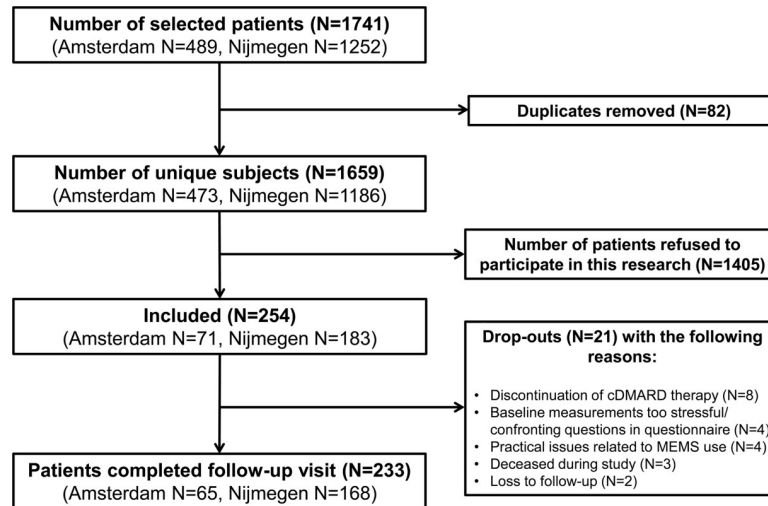 Number of selected patients (N=1741)
(Amsterdam N=489, Nijmegen N=1252)
Duplicates removed (N=82)
Number of unique subjects (N=1659)
(Amsterdam N=473, Nijmegen N=1186)
Number of patients refused to
participate in this research (N=1405)
Included (N=254)
(Amsterdam N=71, Nijmegen N=183)
Drop-outs (N=21) with the following
reasons:
• Discontinuation of cDMARD therapy (N=8)
• Baseline measurements too stressful/
confronting questions in questionnaire (N=4)
• Practical issues related to MEMS use (N=4)
• Deceased during study (N=3)
• Loss to follow-up (N=2)
Patients completed follow-up visit (N=233)
(Amsterdam N=65, Nijmegen N=168)